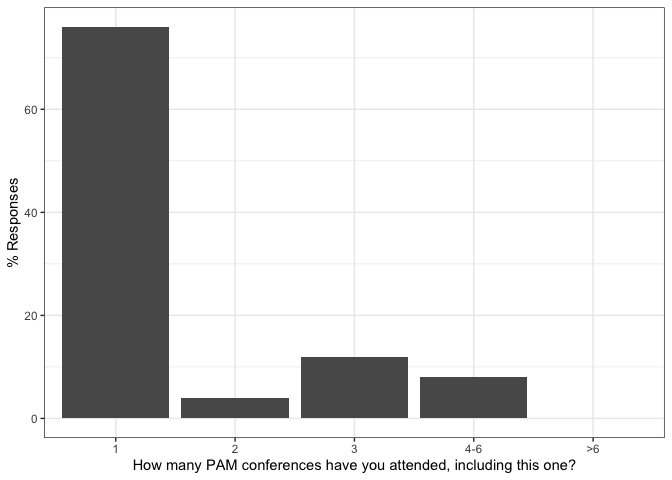 % Responses
60
40
20
0
1 2 3 4-6 >6
How many PAM conferences have you attended, including this one?